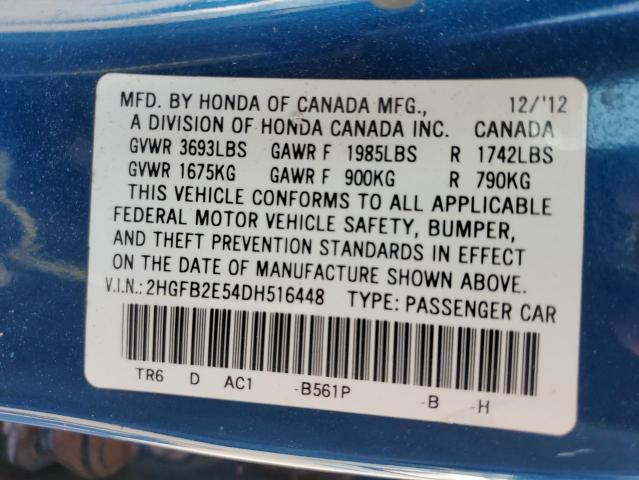 MFD. BY HONDA OF CANADA MFG., 12/'12
A DIVISION OF HONDA CANADA INC. CANADA
GVWR 3693LBS GAWR F 1985LBS R 1742LBS
GVWR 1675KG GAWR F 900KG R 790KG
THIS VEHICLE CONFORMS TO ALL APPLICABLE
FEDERAL MOTOR VEHICLE SAFETY, BUMPER,
AND THEFT PREVENTION STANDARDS IN EFFECT
ON THE DATE OF MANUFACTURE SHOWN ABOVE.
V.I.N.: 2HGFB2E54DH516448 TYPE: PASSENGER CAR
TR6 D AC1 -B561P -B -H